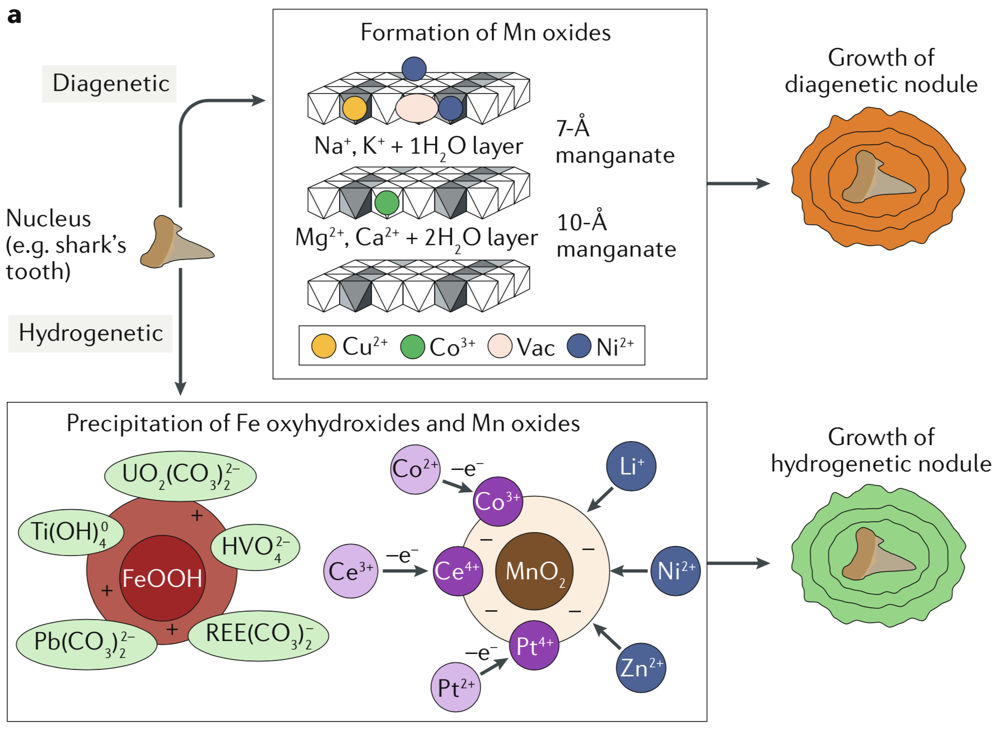 a
Formation of Mn oxides
Diagenetic
Na⁺, K⁺ + 1H₂O layer
7-Å
manganate
Mg²⁺, Ca²⁺ + 2H₂O layer
10-Å
manganate
Cu²⁺ Co³⁺ Vac Ni²⁺
Growth of
diagenetic nodule
Nucleus
(e.g. shark's
tooth)
Hydrogenetic
Precipitation of Fe oxyhydroxides and Mn oxides
UO₂(CO₃)₂²⁻
Ti(OH)₄⁰
HVO₄²⁻
FeOOH
Pb(CO₃)₂²⁻
REE(CO₃)₂⁻
+
+
+
Co²⁺
–e⁻
Co³⁺
Ce³⁺
–e⁻
Ce⁴⁺
Pt²⁺
–e⁻
Pt⁴⁺
MnO₂
–
–
–
–
Li⁺
Ni²⁺
Zn²⁺
Growth of
hydrogenetic nodule